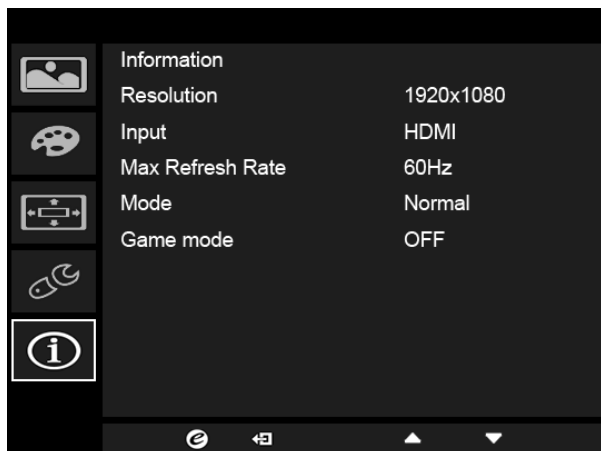 Information
Resolution 1920x1080
Input HDMI
Max Refresh Rate 60Hz
Mode Normal
Game mode OFF